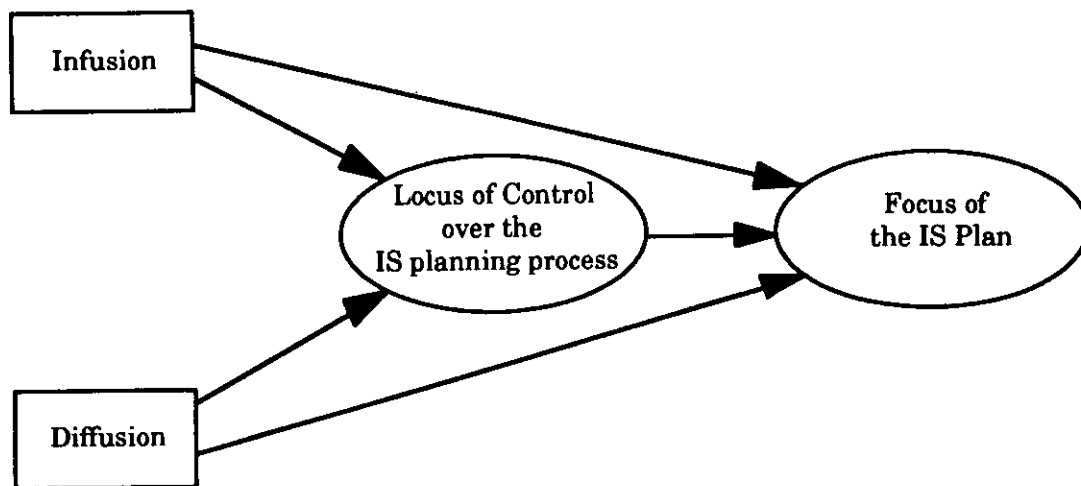 Infusion
Locus of Control
over the
IS planning process
Focus of
the IS Plan
Diffusion